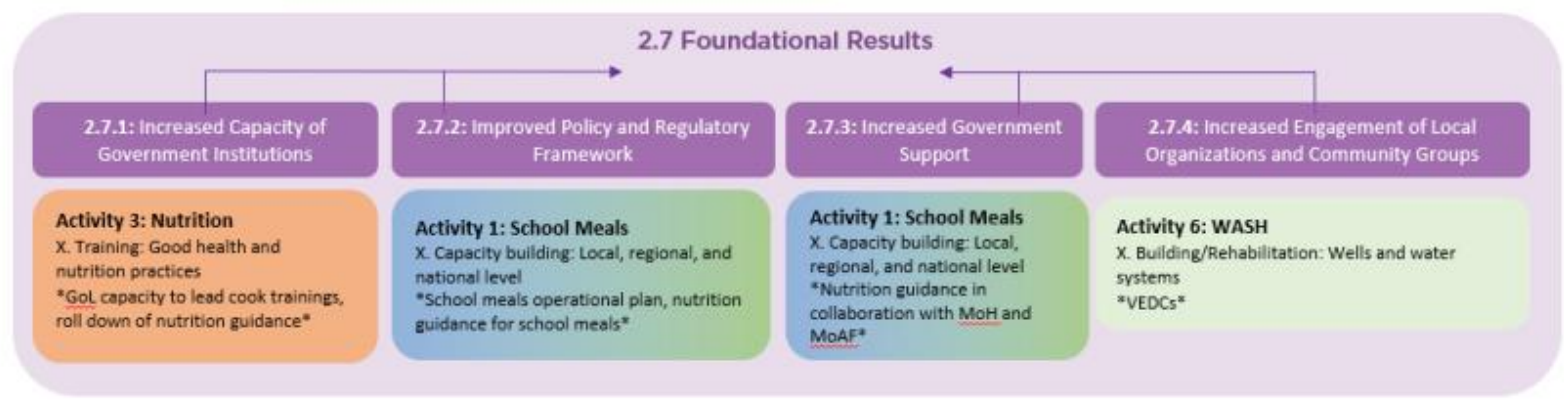 2.7 Foundational Results
2.7.1: Increased Capacity of
Government Institutions
2.7.2: Improved Policy and Regulatory
Framework
2.7.3: Increased Government
Support
2.7.4: Increased Engagement of Local
Organizations and Community Groups
Activity 3: Nutrition
X. Training: Good health and
nutrition practices
*GoL capacity to lead cook trainings,
roll down of nutrition guidance*
Activity 1: School Meals
X. Capacity building: Local, regional, and
national level
*School meals operational plan, nutrition
guidance for school meals*
Activity 1: School Meals
X. Capacity building: Local,
regional, and national level
*Nutrition guidance in
collaboration with MoH and
MoAF*
Activity 6: WASH
X. Building/Rehabilitation: Wells and water
systems
*VEDCs*